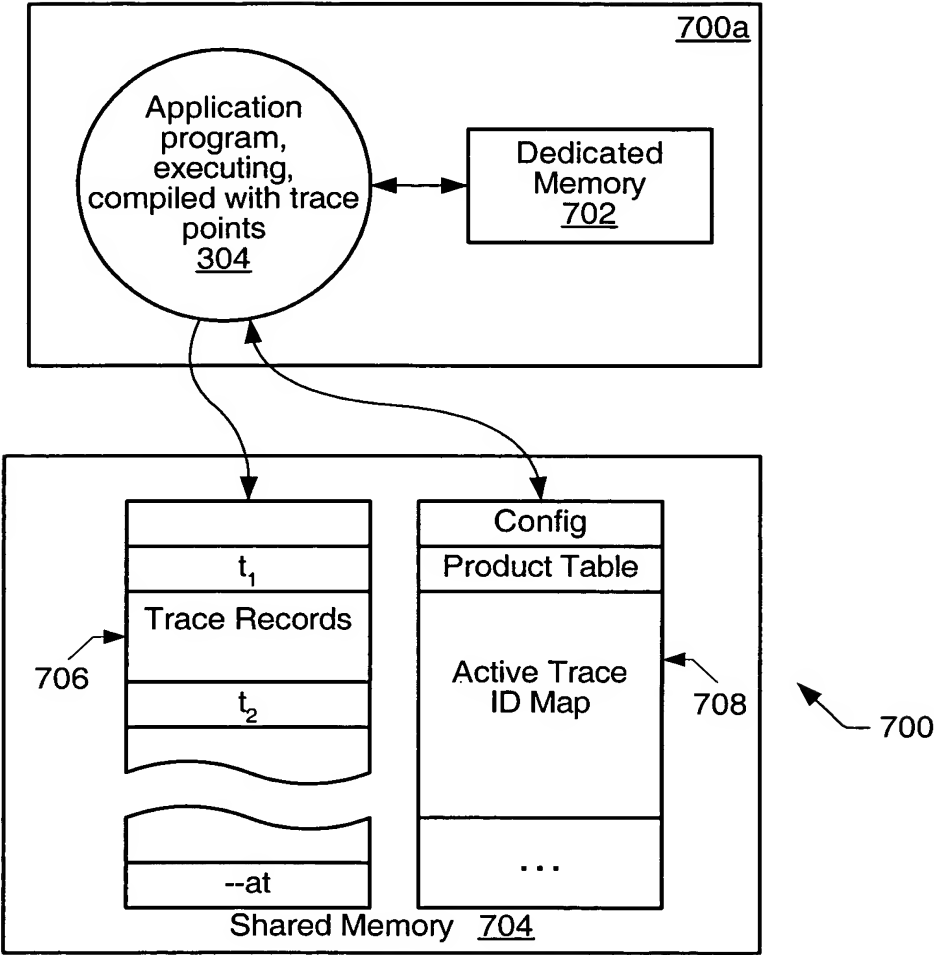 700a
Application
program,
executing,
compiled with trace
points
304
Dedicated
Memory
702
Config
t1
Product Table
Trace Records
706
Active Trace
ID Map
708
t2
700
--at
...
Shared Memory 704